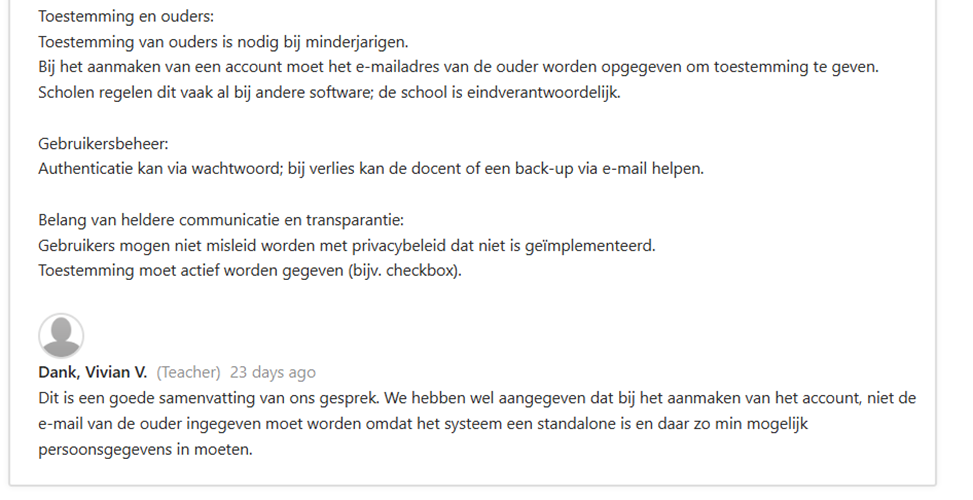 Toestemming en ouders:
Toestemming van ouders is nodig bij minderjarigen.
Bij het aanmaken van een account moet het e-mailadres van de ouder worden opgegeven om toestemming te geven.
Scholen regelen dit vaak al bij andere software; de school is eindverantwoordelijk.
Gebruikersbeheer:
Authenticatie kan via wachtwoord; bij verlies kan de docent of een back-up via e-mail helpen.
Belang van heldere communicatie en transparantie:
Gebruikers mogen niet misleid worden met privacybeleid dat niet is geïmplementeerd.
Toestemming moet actief worden gegeven (bijv. checkbox).
Dank, Vivian V. (Teacher) 23 days ago
Dit is een goede samenvatting van ons gesprek. We hebben wel aangegeven dat bij het aanmaken van het account, niet de
e-mail van de ouder ingegeven moet worden omdat het systeem een standalone is en daar zo min mogelijk
persoonsgegevens in moeten.